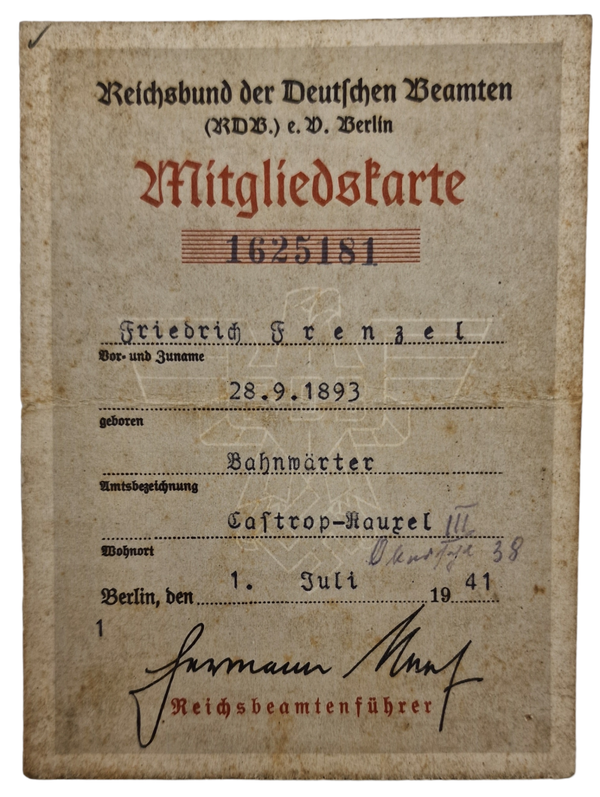 Reichsbund der Deutschen Beamten
(RDB.) e. V. Berlin
Mitgliedskarte
1625181
Friedrich Frenzel
Vor- und Zuname
28.9.1893
geboren
Bahnwärter
Amtsbezeichnung
Castrop-Rauxel III
Wohnort
38
Berlin, den 1. Juli 1941
1
Hermann Neef
Reichsbeamtenführer